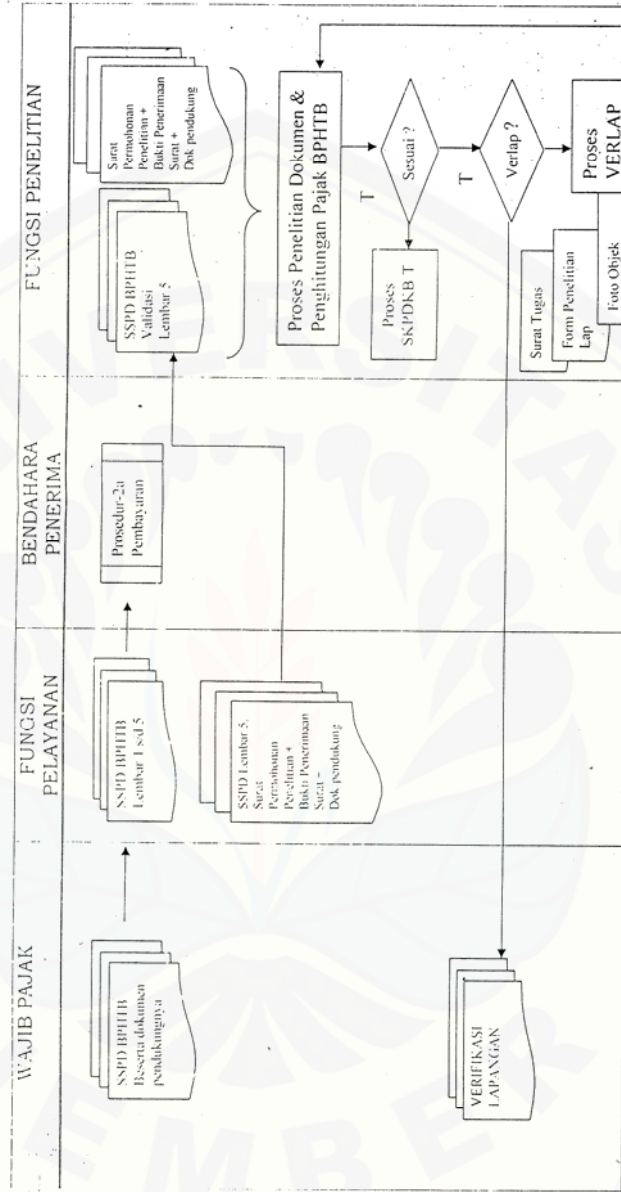 WAJIB PAJAK
FUNGSI
PELAYANAN
BENDAHARA
PENERIMA
FUNGSI PENELITIAN
SSPD BPHTB
Beserta dokumen
pendukungnya
SSPD BPHTB
Lembar 1 s/d 5
Prosedur-2a
Pembayaran
SSPD BPHTB
Validasi
Lembar 5
Surat
Permohonan
Penelitian +
Bukti Penerimaan
Surat +
Dok pendukung
SSPD Lembar 5,
Surat
Permohonan
Penelitian +
Bukti Penerimaan
Surat +
Dok pendukung
Proses Penelitian Dokumen &
Penghitungan Pajak BPHTB
Sesuai ?
T
Proses
SKPDKB T
T
Verlap ?
Proses
VERLAP
Surat Tugas
Form Penelitian
Lap
Foto Objek
VERIFIKASI
LAPANGAN
UNIVERSITAS
JEMBER